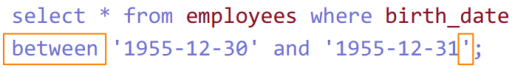 select * from employees where birth_date
between '1955-12-30' and '1955-12-31';